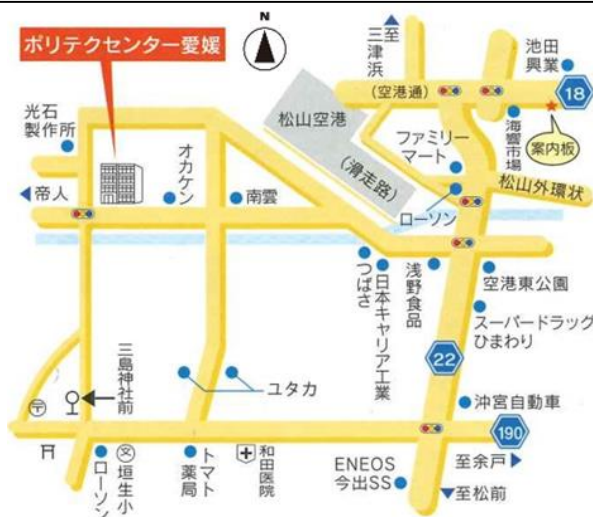 ポリテクセンター愛媛
N
至三津浜
池田
興業
(空港通)
18
案内板
海響市場
光石
製作所
オカケン
松山空港
(滑走路)
ファミリー
マート
松山外環状
帝人
南雲
ローソン
つばさ
日本キャリア工業
浅野食品
空港東公園
スーパードラッグ
ひまわり
22
三島神社前
ユタカ
沖宮自動車
190
至余戸
〒
ローソン
文
垣生小
トマト
薬局
和田医院
ENEOS
今出SS
至松前